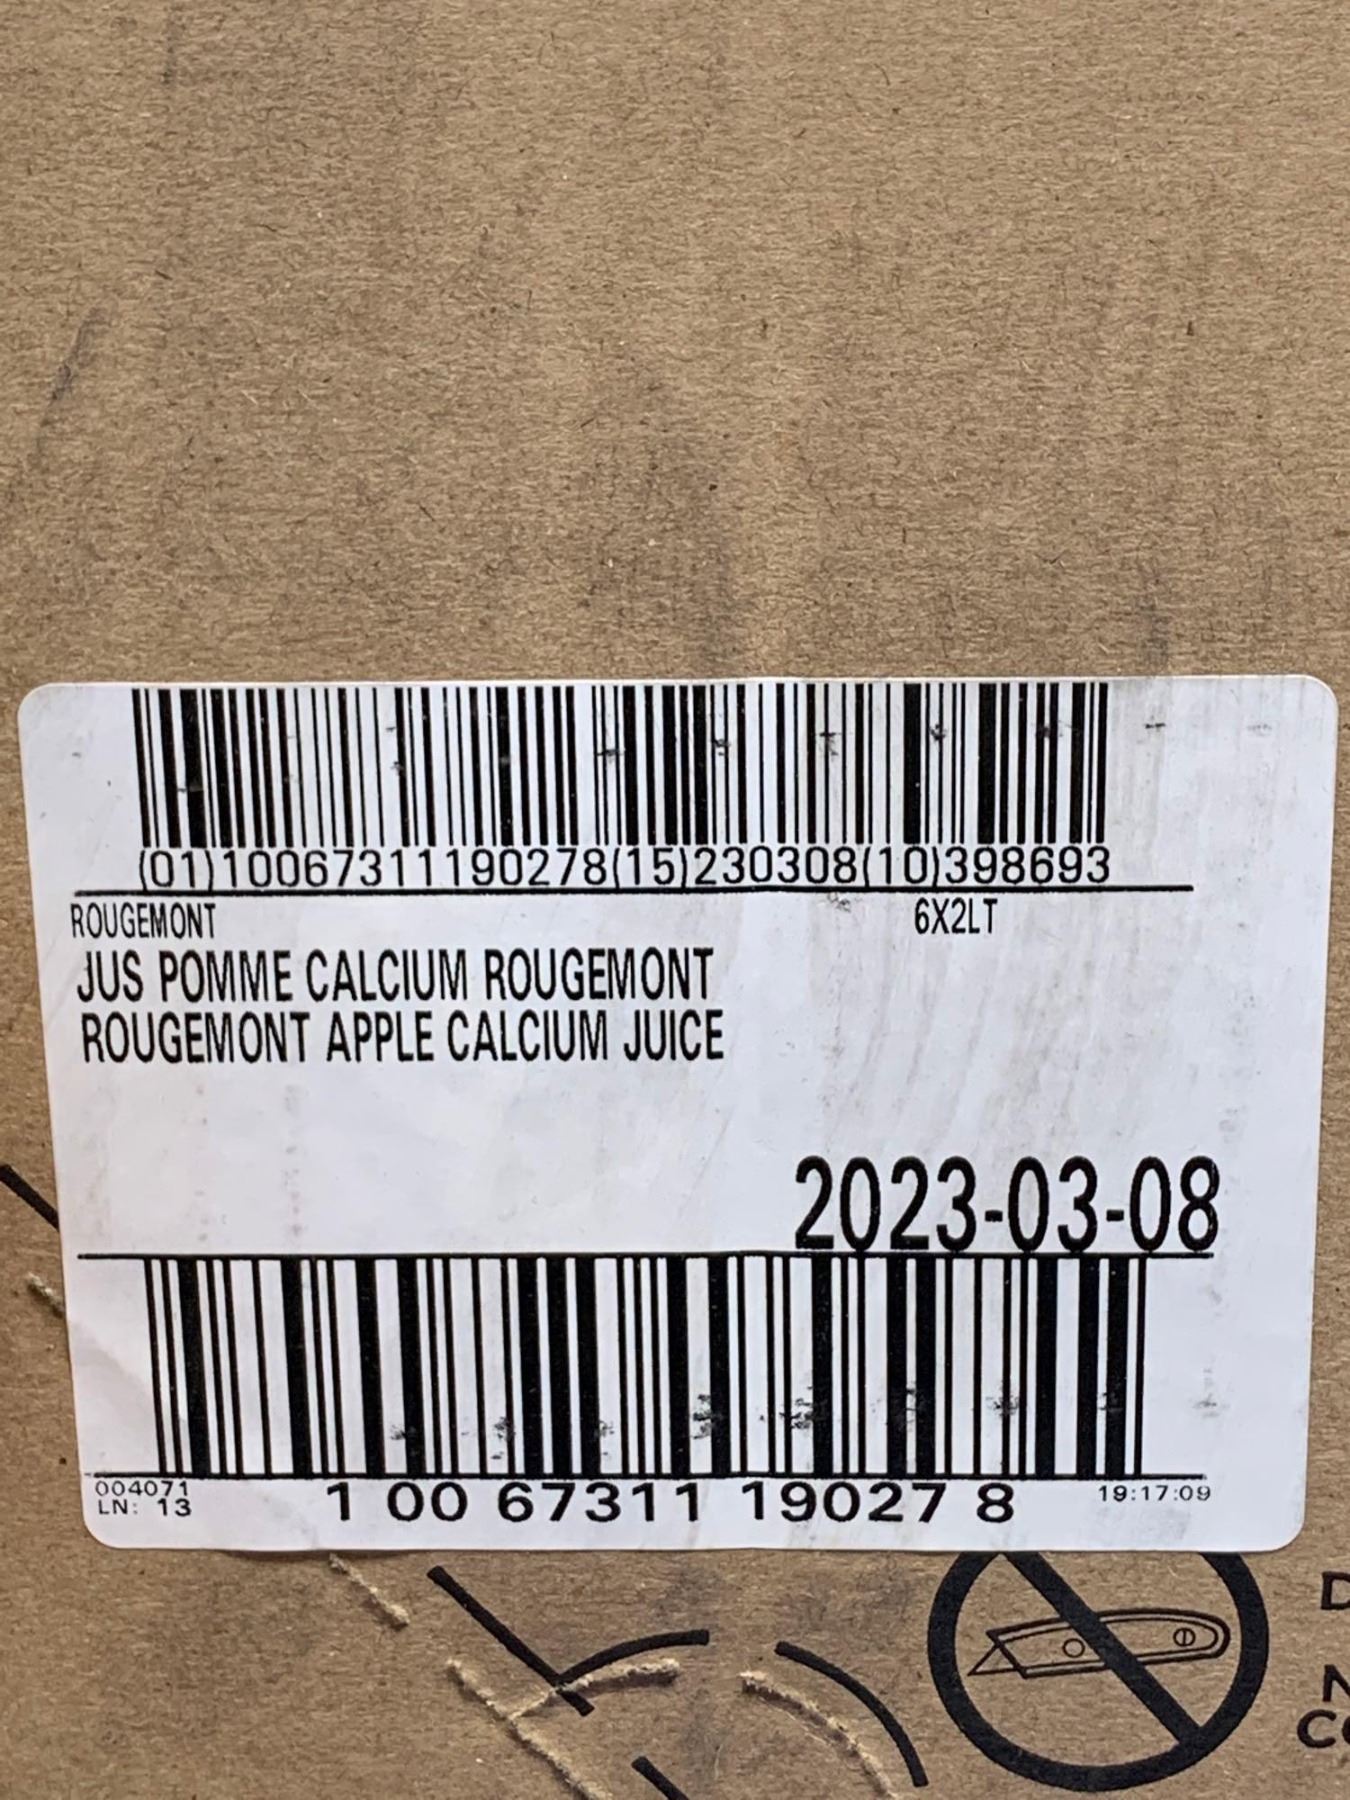 (01)10067311190278(15)230308(10)398693
ROUGEMONT 6X2LT
JUS POMME CALCIUM ROUGEMONT
ROUGEMONT APPLE CALCIUM JUICE
2023-03-08
004071
LN: 13
1 00 67311 19027 8
19:17:09